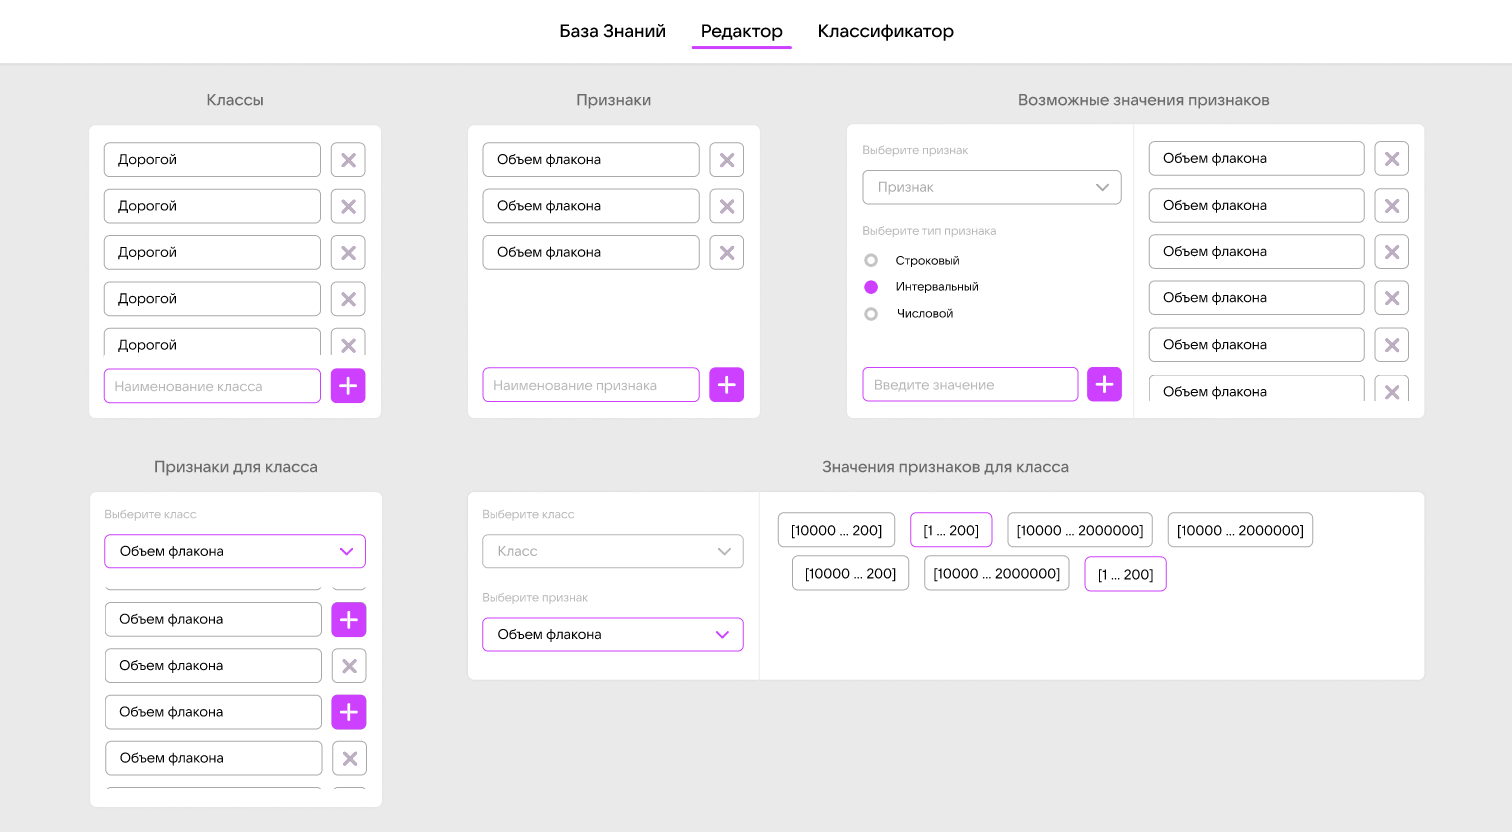 База Знаний
Редактор
Классификатор
Классы
Дорогой
Дорогой
Дорогой
Дорогой
Дорогой
Наименование класса
Признаки
Объем флакона
Объем флакона
Объем флакона
Наименование признака
Возможные значения признаков
Выберите признак
Признак
Выберите тип признака
Строковый
Интервальный
Числовой
Введите значение
Объем флакона
Объем флакона
Объем флакона
Объем флакона
Объем флакона
Объем флакона
Признаки для класса
Выберите класс
Объем флакона
Объем флакона
Объем флакона
Объем флакона
Объем флакона
Значения признаков для класса
Выберите класс
Класс
Выберите признак
Объем флакона
[10000 ... 200]
[1 ... 200]
[10000 ... 2000000]
[10000 ... 2000000]
[10000 ... 200]
[10000 ... 2000000]
[1 ... 200]